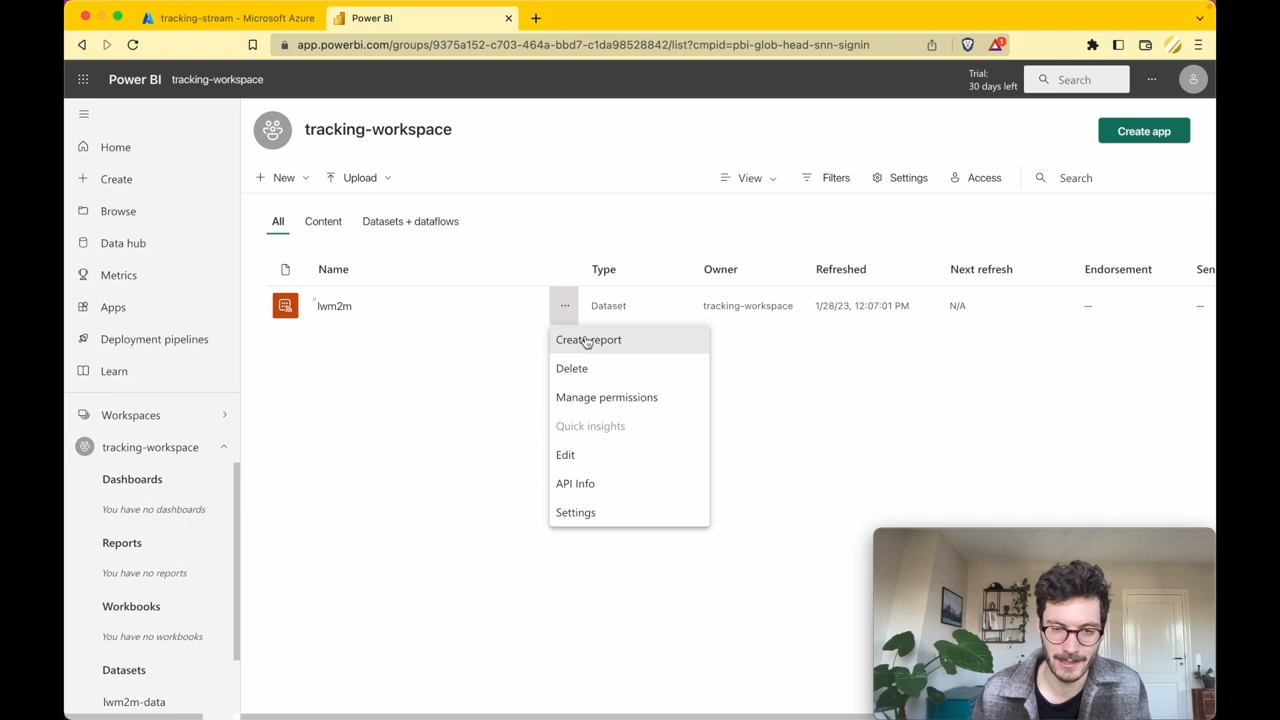 tracking-stream - Microsoft Azure
Power BI
app.powerbi.com/groups/9375a152-c703-464a-bbd7-c1da98528842/list?cmpid=pbi-glob-head-snn-signin
1
Power BI tracking-workspace
Trial:
30 days left
Search
tracking-workspace
Create app
New
Upload
View
Filters
Settings
Access
Search
All
Content
Datasets + dataflows
Name
Type
Owner
Refreshed
Next refresh
Endorsement
Sen
lwm2m
Dataset
tracking-workspace
1/28/23, 12:07:01 PM
N/A
—
—
Create report
Delete
Manage permissions
Quick insights
Edit
API Info
Settings
Home
Create
Browse
Data hub
Metrics
Apps
Deployment pipelines
Learn
Workspaces
tracking-workspace
Dashboards
You have no dashboards
Reports
You have no reports
Workbooks
You have no workbooks
Datasets
lwm2m-data